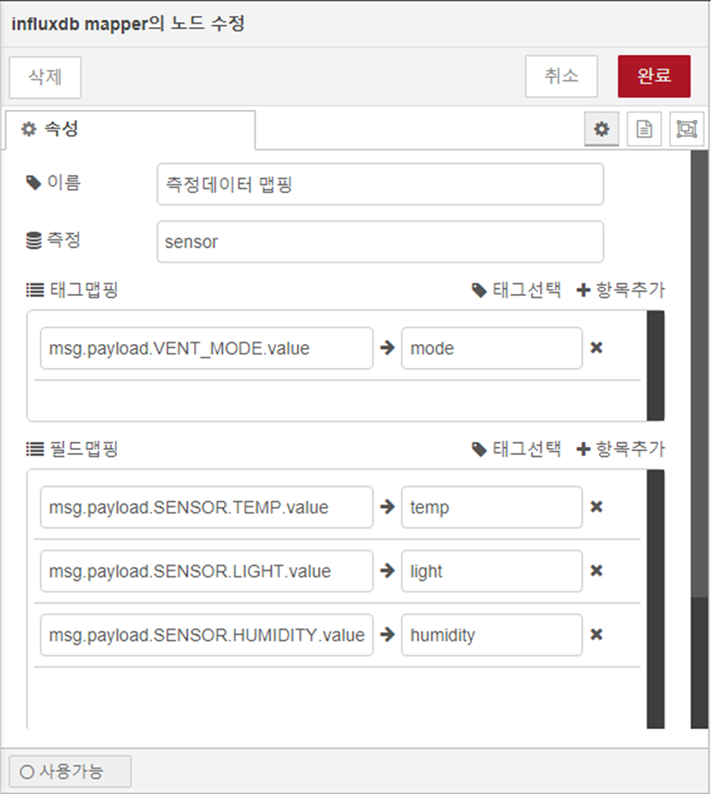 influxdb mapper의 노드 수정
삭제 취소 완료
속성
이름 측정데이터 맵핑
측정 sensor
태그맵핑 태그선택 항목추가
msg.payload.VENT_MODE.value mode
필드맵핑 태그선택 항목추가
msg.payload.SENSOR.TEMP.value temp
msg.payload.SENSOR.LIGHT.value light
msg.payload.SENSOR.HUMIDITY.value humidity
사용가능